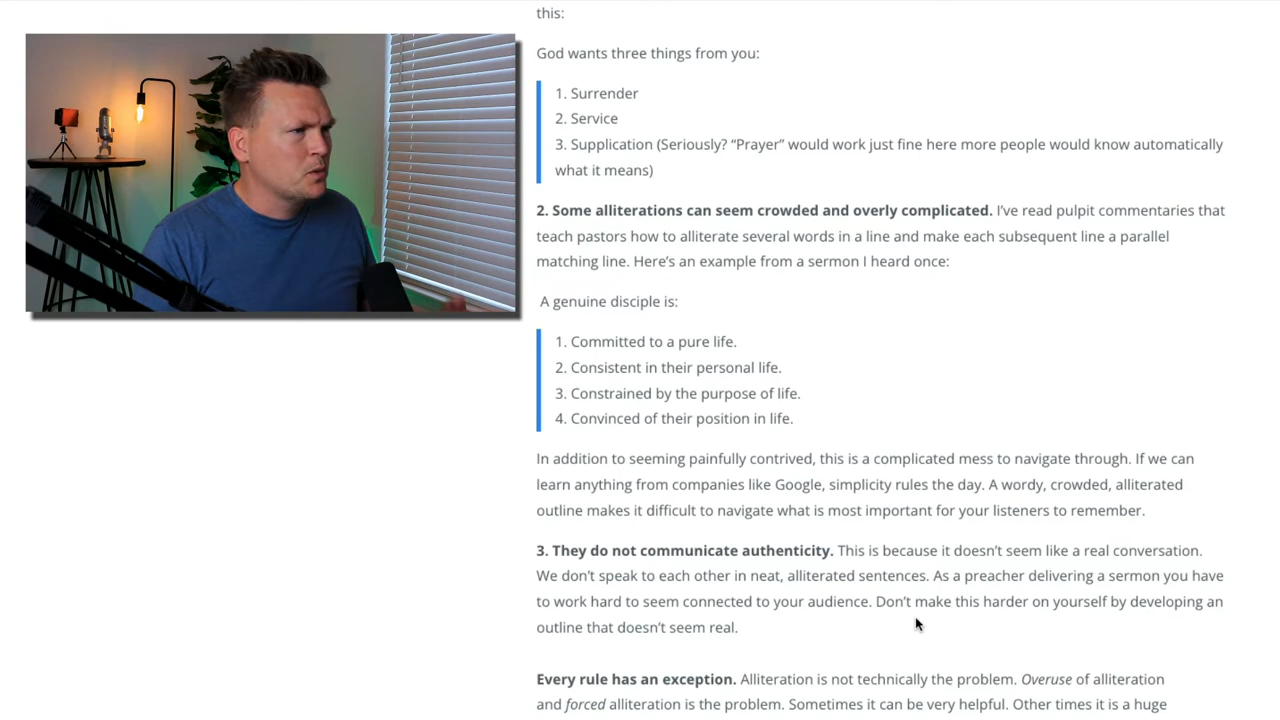 this:
God wants three things from you:
1. Surrender
2. Service
3. Supplication (Seriously? “Prayer” would work just fine here more people would know automatically
what it means)
2. Some alliterations can seem crowded and overly complicated. I’ve read pulpit commentaries that
teach pastors how to alliterate several words in a line and make each subsequent line a parallel
matching line. Here’s an example from a sermon I heard once:
A genuine disciple is:
1. Committed to a pure life.
2. Consistent in their personal life.
3. Constrained by the purpose of life.
4. Convinced of their position in life.
In addition to seeming painfully contrived, this is a complicated mess to navigate through. If we can
learn anything from companies like Google, simplicity rules the day. A wordy, crowded, alliterated
outline makes it difficult to navigate what is most important for your listeners to remember.
3. They do not communicate authenticity. This is because it doesn’t seem like a real conversation.
We don’t speak to each other in neat, alliterated sentences. As a preacher delivering a sermon you have
to work hard to seem connected to your audience. Don’t make this harder on yourself by developing an
outline that doesn’t seem real.
Every rule has an exception. Alliteration is not technically the problem. Overuse of alliteration
and forced alliteration is the problem. Sometimes it can be very helpful. Other times it is a huge